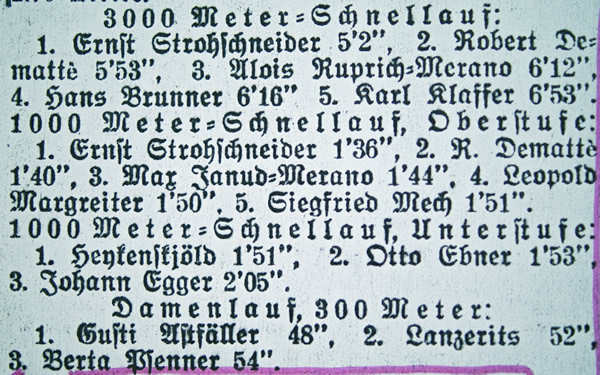 3000 Meter=Schnellauf:
1. Ernst Strohschneider 5'2", 2. Robert De=
mattè 5'53", 3. Alois Ruprich=Merano 6'12",
4. Hans Brunner 6'16" 5. Karl Klaffer 6'53".
1000 Meter=Schnellauf, Oberstufe:
1. Ernst Strohschneider 1'36", 2. R. Demattè
1'40", 3. Max Janud=Merano 1'44", 4. Leopold
Margreiter 1'50", 5. Siegfried Mech 1'51".
1000 Meter=Schnellauf, Unterstufe:
1. Heykenskjöld 1'51", 2. Otto Ebner 1'53",
3. Johann Egger 2'05".
Damenlauf, 300 Meter:
1. Gusti Astfäller 48", 2. Lanzerits 52",
3. Berta Psenner 54".